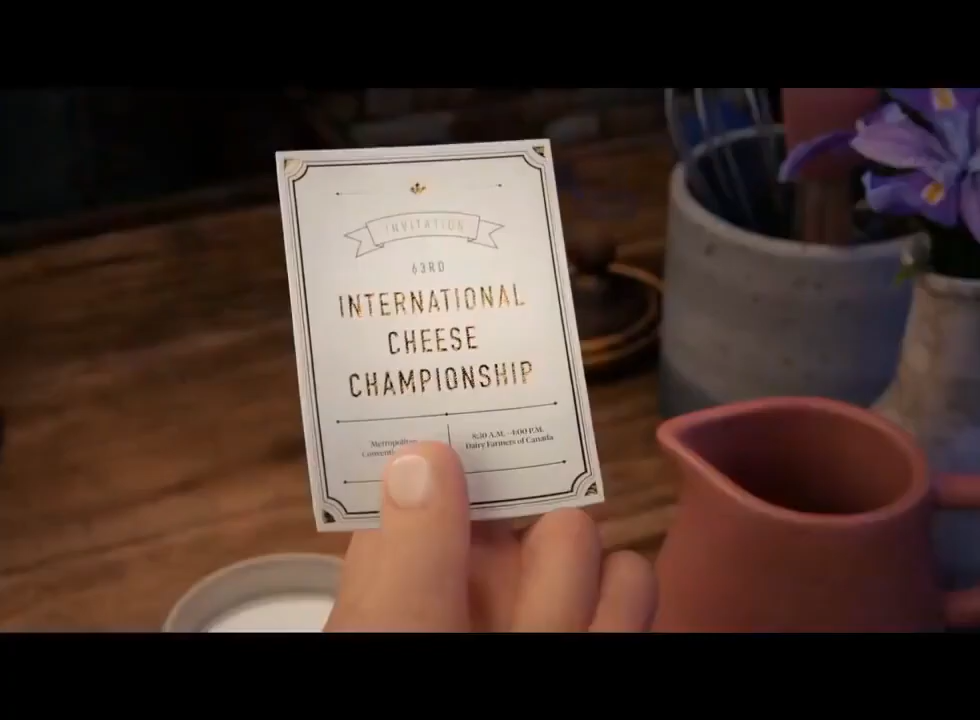 INVITATION
63RD
INTERNATIONAL
CHEESE
CHAMPIONSHIP
Metropolitan
8:30 A.M. - 4:00 P.M.
Dairy Farmers of Canada